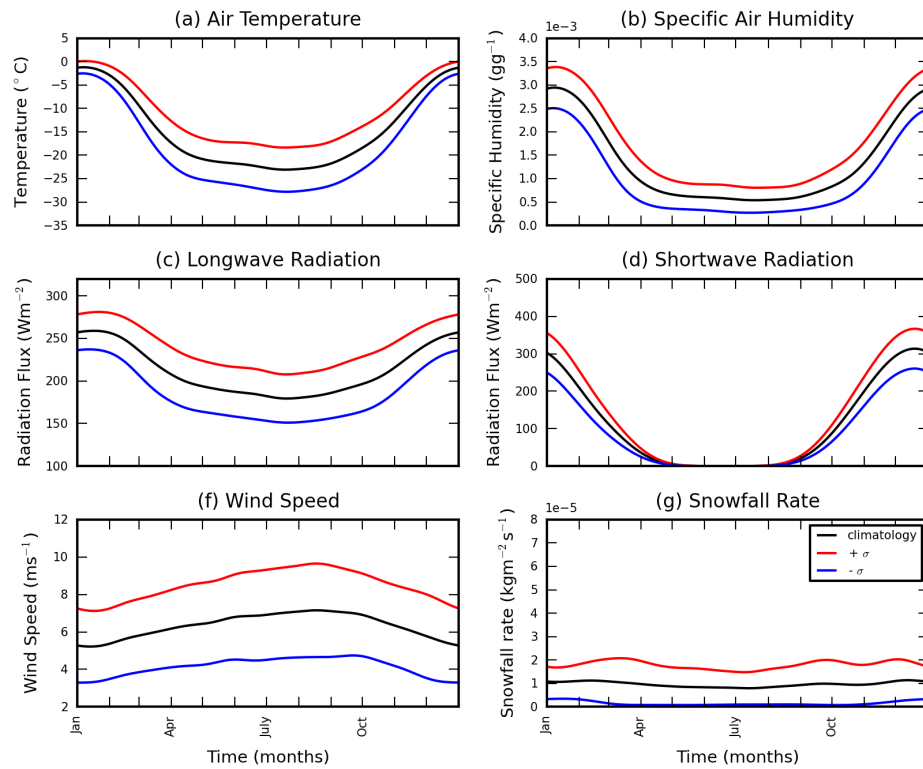 (a) Air Temperature
(b) Specific Air Humidity
1e−3
Temperature (°C)
5
0
−5
−10
−15
−20
−25
−30
−35
Specific Humidity (gg⁻¹)
4.0
3.5
3.0
2.5
2.0
1.5
1.0
0.5
0.0
(c) Longwave Radiation
(d) Shortwave Radiation
Radiation Flux (Wm⁻²)
300
250
200
150
100
Radiation Flux (Wm⁻²)
500
400
300
200
100
0
(f) Wind Speed
(g) Snowfall Rate
1e−5
Wind Speed (ms⁻¹)
12
10
8
6
4
2
Jan
Apr
July
Oct
Time (months)
Snowfall rate (kgm⁻² s⁻¹)
8
7
6
5
4
3
2
1
0
climatology
+ σ
- σ
Jan
Apr
July
Oct
Time (months)